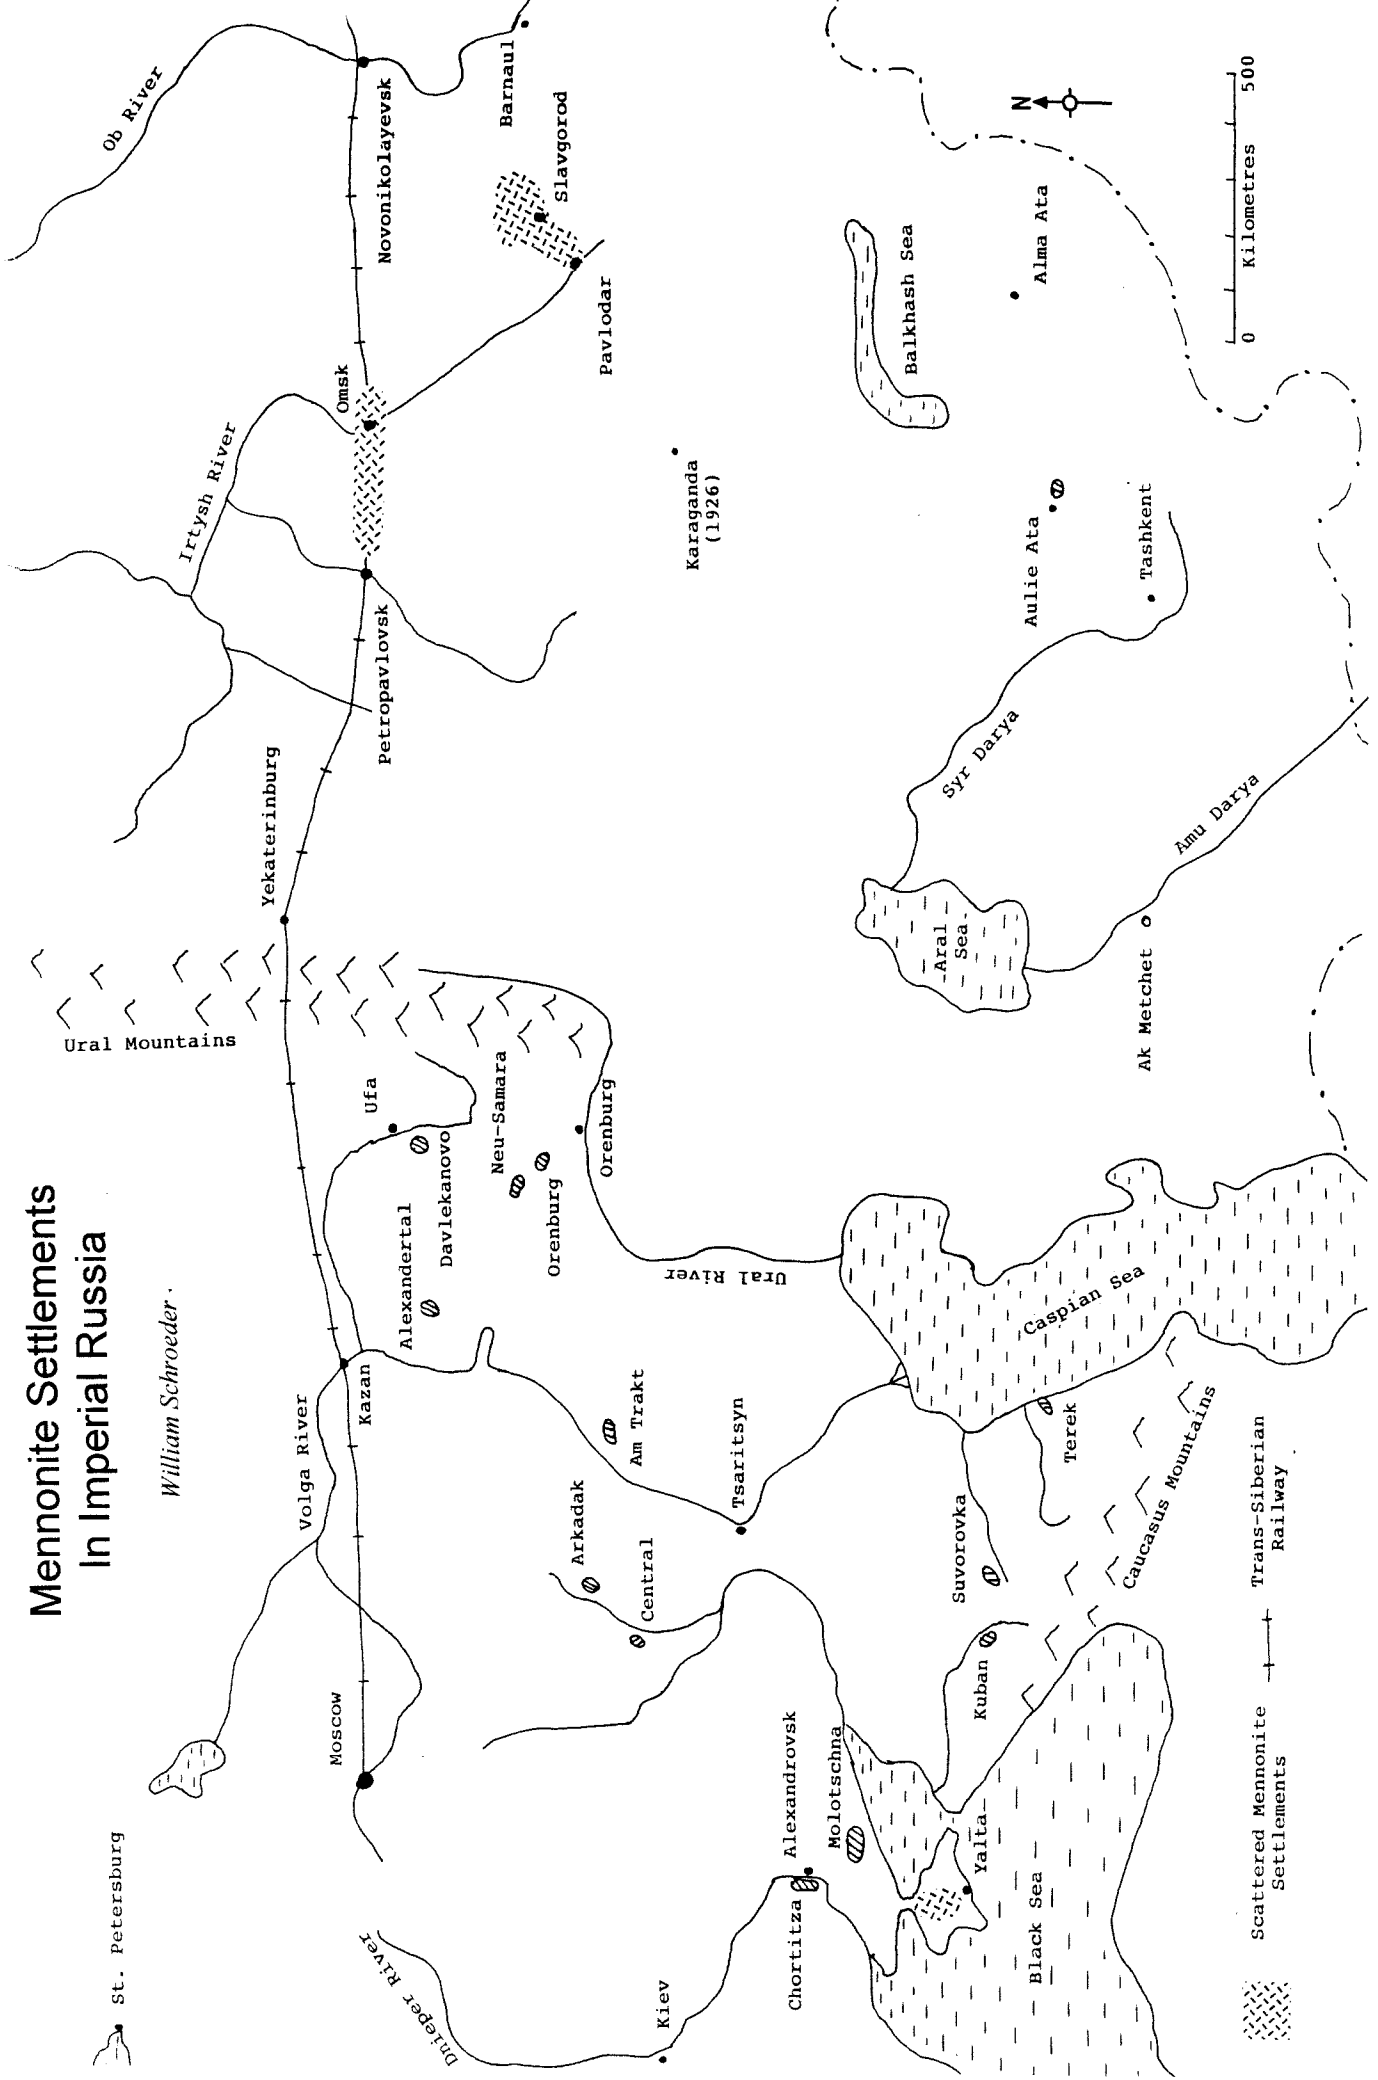 Mennonite Settlements
In Imperial Russia
William Schroeder.
St. Petersburg
Moscow
Volga River
Kazan
Ural Mountains
Yekaterinburg
Irtysh River
Petropavlovsk
Omsk
Ob River
Novonikolayevsk
Barnaul
Slavgorod
Pavlodar
Karaganda
(1926)
Dnieper River
Kiev
Alexandertal
Ufa
Davlekanovo
Neu-Samara
Orenburg
Orenburg
Ural River
Am Trakt
Arkadak
Central
Tsaritsyn
Chortitza
Alexandrovsk
Molotschna
Yalta
Black Sea
Kuban
Suvorovka
Terek
Caucasus Mountains
Caspian Sea
Aral
Sea
Syr Darya
Amu Darya
Ak Metchet
Aulie Ata
Tashkent
Balkhash Sea
Alma Ata
N
Scattered Mennonite
Settlements
Trans-Siberian
Railway
0 Kilometres 500